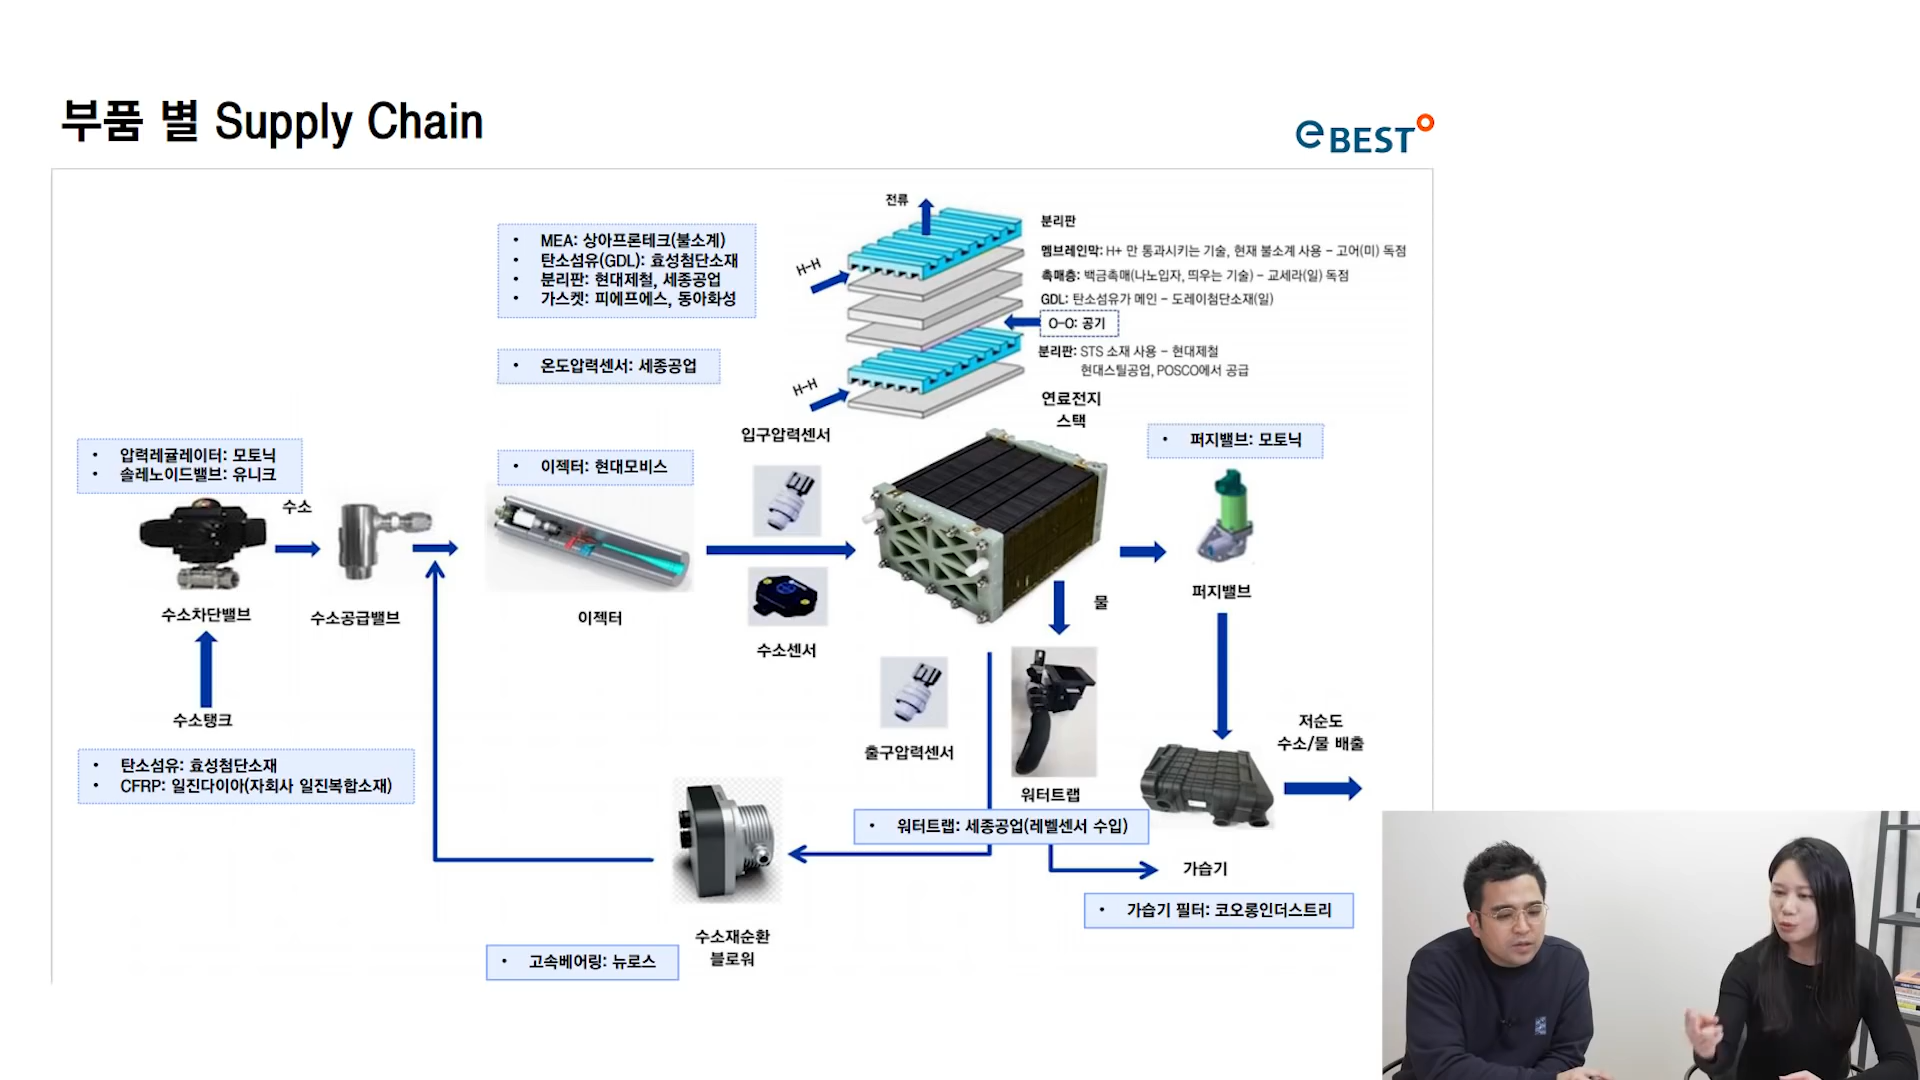 부품 별 Supply Chain
eBEST
• MEA: 상아프론테크(불소계)
• 탄소섬유(GDL): 효성첨단소재
• 분리판: 현대제철, 세종공업
• 가스켓: 피에프에스, 동아화성
• 온도압력센서: 세종공업
전류
H-H
H-H
분리판
멤브레인막: H+ 만 통과시키는 기술, 현재 불소계 사용 – 고어(미) 독점
촉매층: 백금촉매(나노입자, 띄우는 기술) – 교세라(일) 독점
GDL: 탄소섬유가 메인 – 도레이첨단소재(일)
O-O: 공기
분리판: STS 소재 사용 – 현대제철
현대스틸공업, POSCO에서 공급
연료전지
스택
• 압력레귤레이터: 모토닉
• 솔레노이드밸브: 유니크
수소
수소차단밸브
수소공급밸브
• 이젝터: 현대모비스
이젝터
입구압력센서
수소센서
• 퍼지밸브: 모토닉
퍼지밸브
물
수소탱크
• 탄소섬유: 효성첨단소재
• CFRP: 일진다이아(자회사 일진복합소재)
출구압력센서
워터트랩
• 워터트랩: 세종공업(레벨센서 수입)
저순도
수소/물 배출
가습기
• 가습기 필터: 코오롱인더스트리
수소재순환
블로워
• 고속베어링: 뉴로스